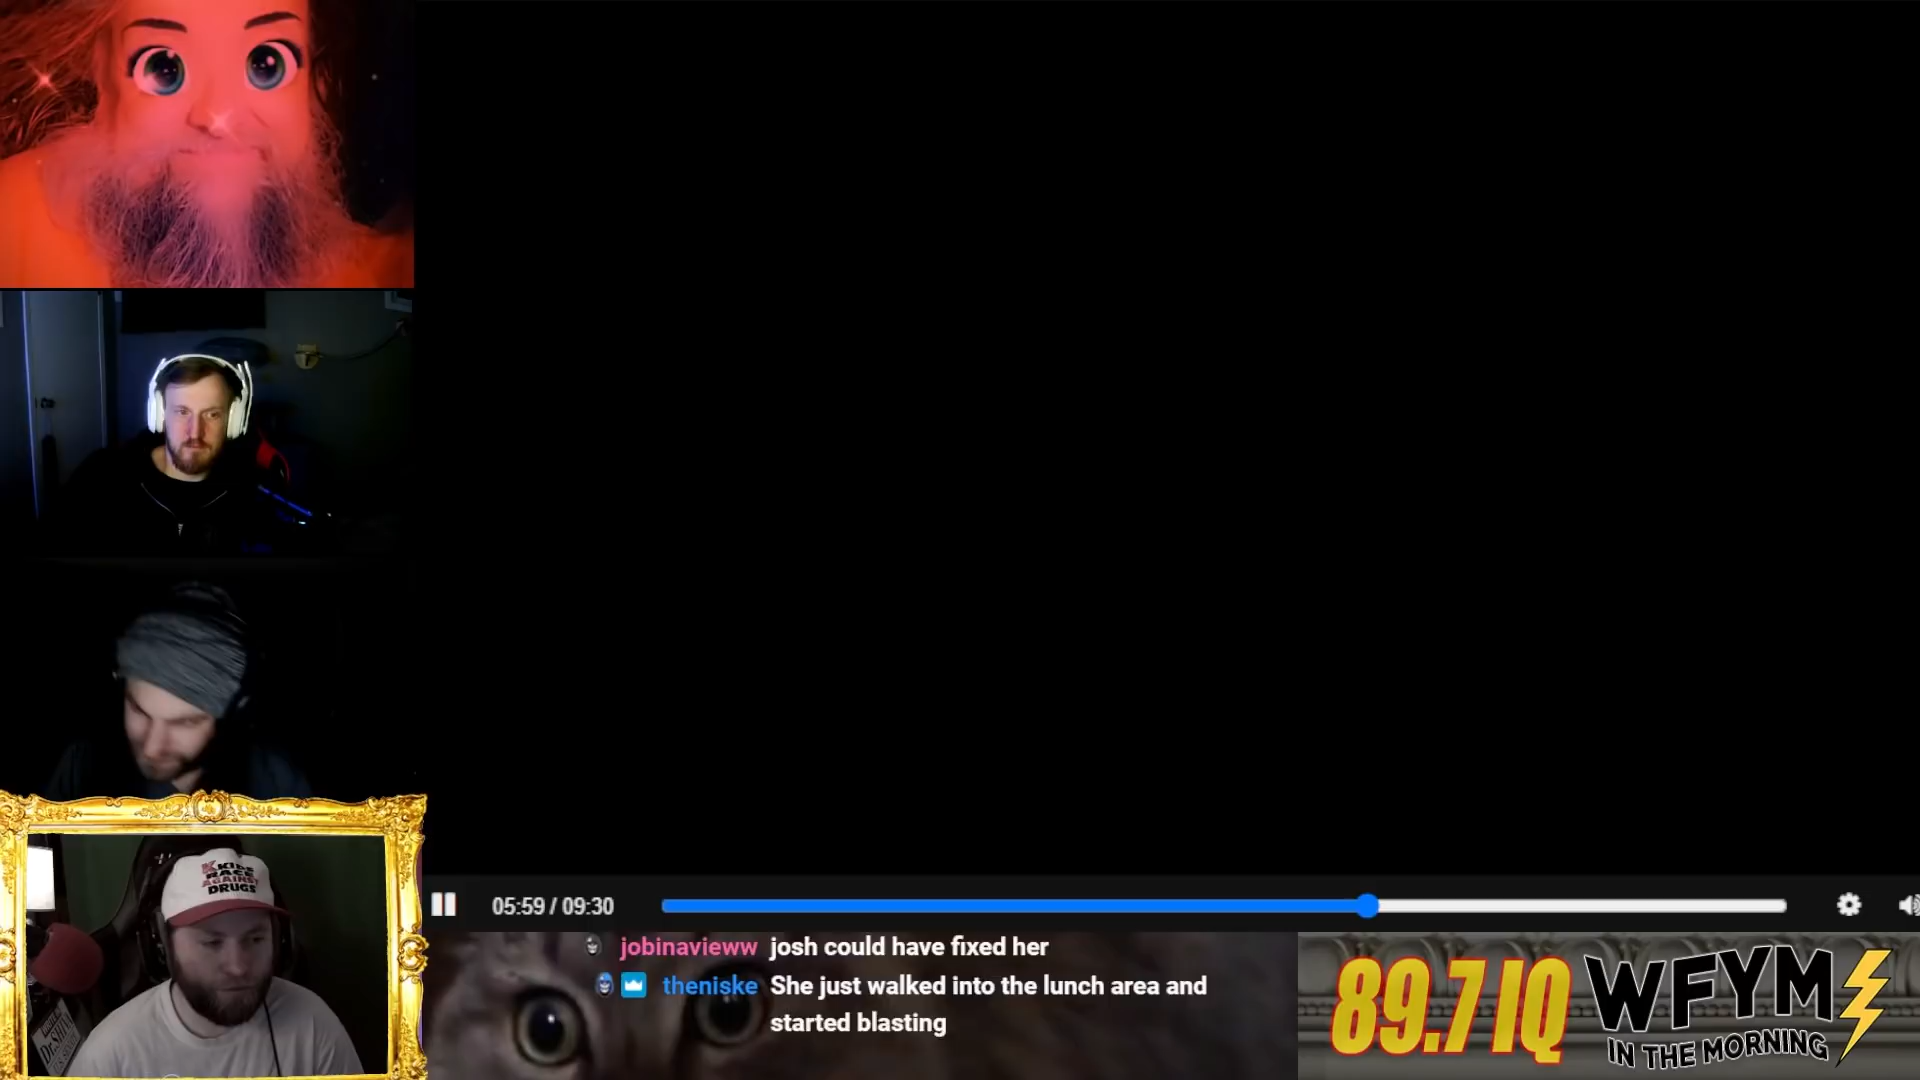 05:59 / 09:30
jobinavieww josh could have fixed her
theniske She just walked into the lunch area and
started blasting
KKIDS
RACE
AGAINST
DRUGS
89.7 IQ
WFYM
IN THE MORNING